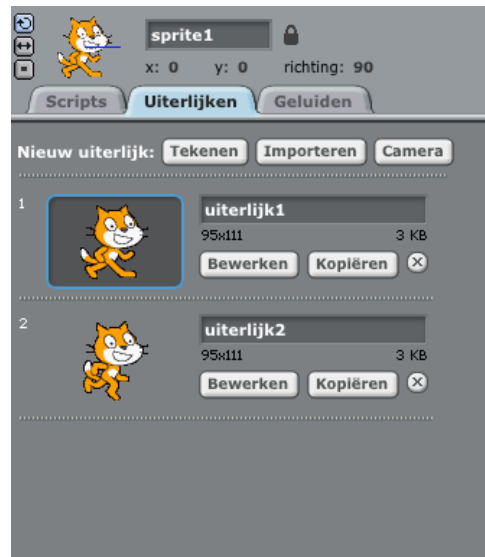 sprite1
x: 0 y: 0 richting: 90
Scripts Uiterlijken Geluiden
Nieuw uiterlijk: Tekenen Importeren Camera
1
uiterlijk1
95x111 3 KB
Bewerken Kopiëren
2
uiterlijk2
95x111 3 KB
Bewerken Kopiëren